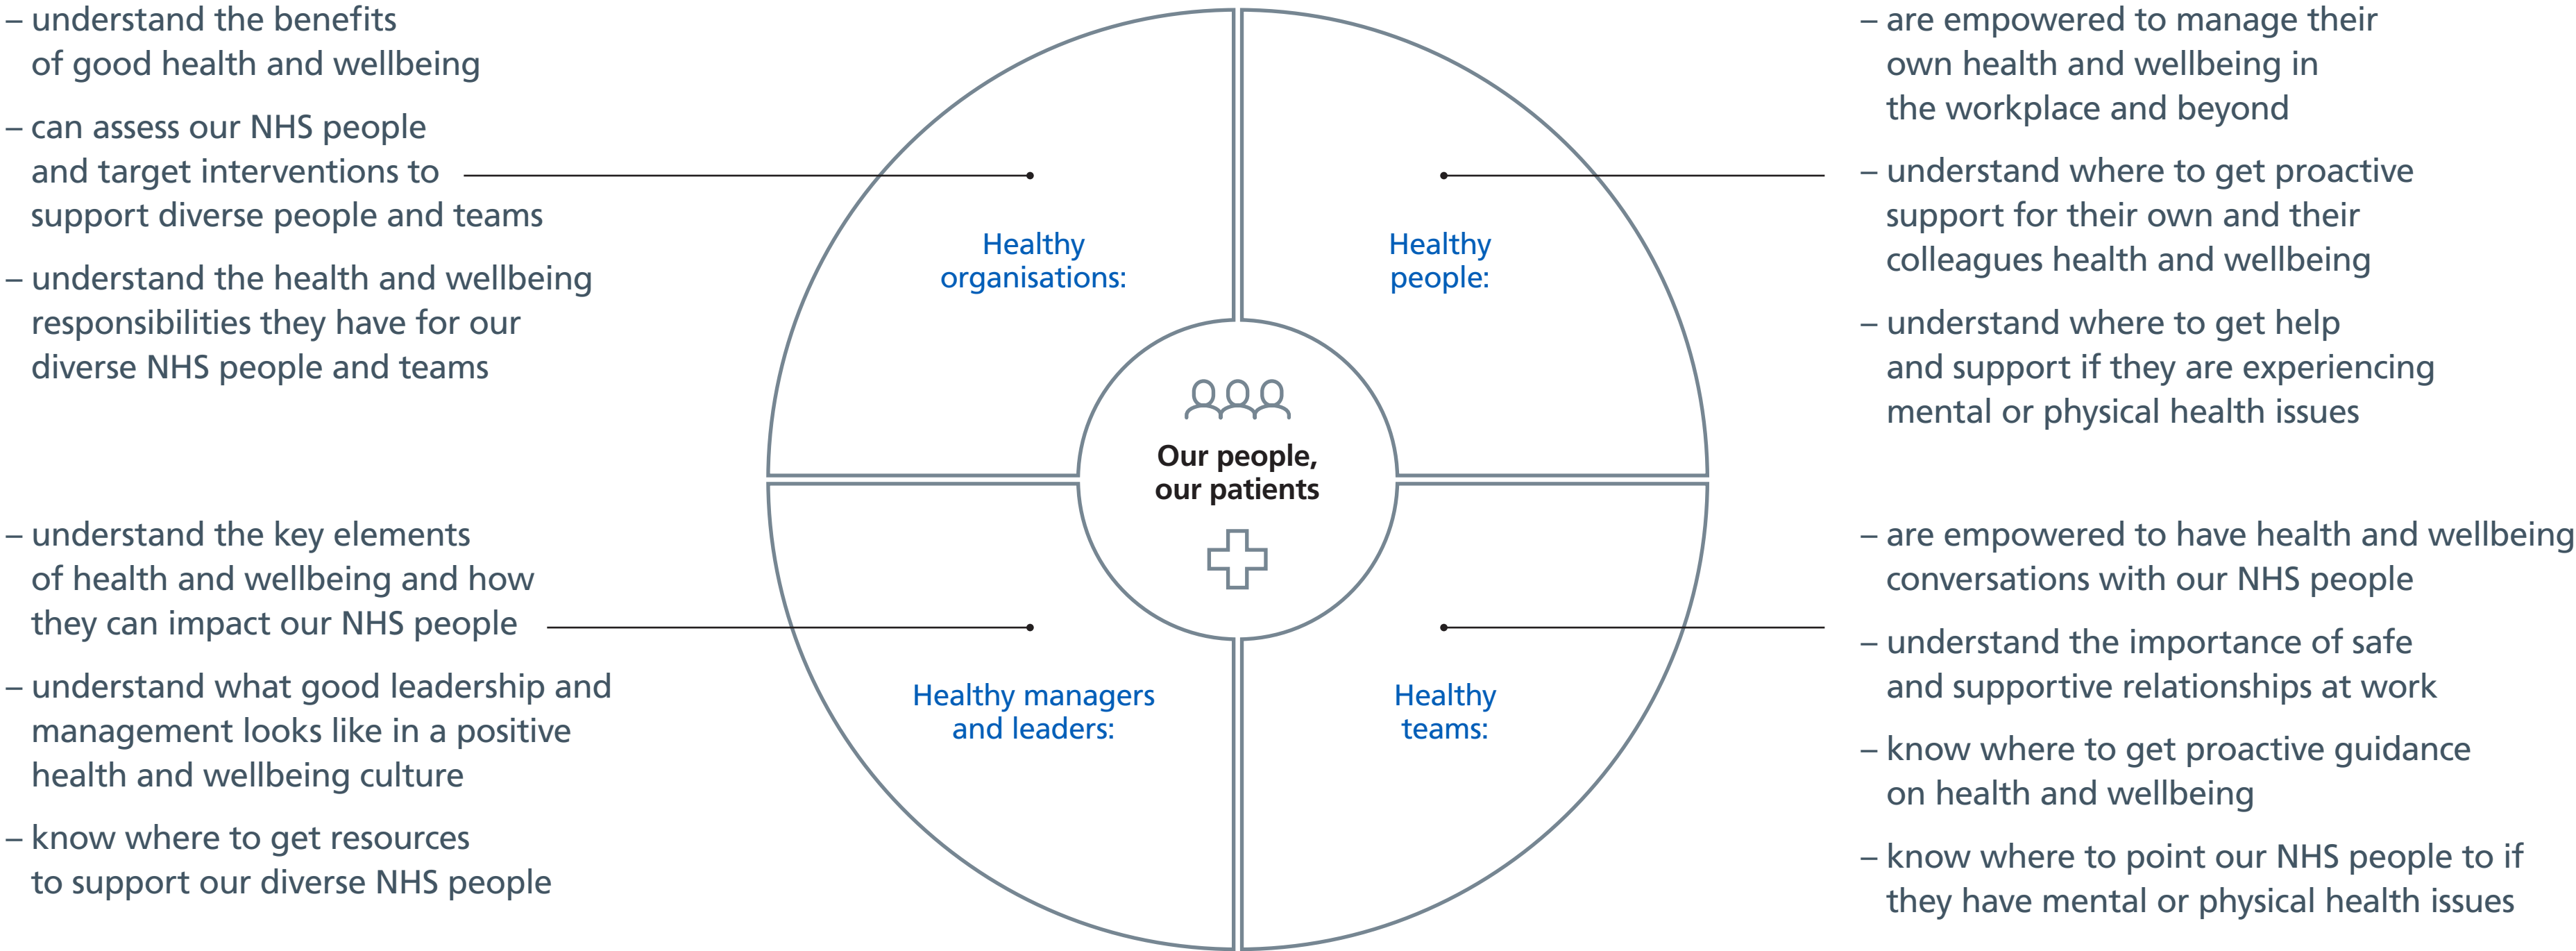 – understand the benefits
of good health and wellbeing
– can assess our NHS people
and target interventions to
support diverse people and teams
– understand the health and wellbeing
responsibilities they have for our
diverse NHS people and teams
Healthy
organisations:
Healthy
people:
– are empowered to manage their
own health and wellbeing in
the workplace and beyond
– understand where to get proactive
support for their own and their
colleagues health and wellbeing
– understand where to get help
and support if they are experiencing
mental or physical health issues
Our people,
our patients
– understand the key elements
of health and wellbeing and how
they can impact our NHS people
– understand what good leadership and
management looks like in a positive
health and wellbeing culture
– know where to get resources
to support our diverse NHS people
Healthy managers
and leaders:
Healthy
teams:
– are empowered to have health and wellbeing
conversations with our NHS people
– understand the importance of safe
and supportive relationships at work
– know where to get proactive guidance
on health and wellbeing
– know where to point our NHS people to if
they have mental or physical health issues